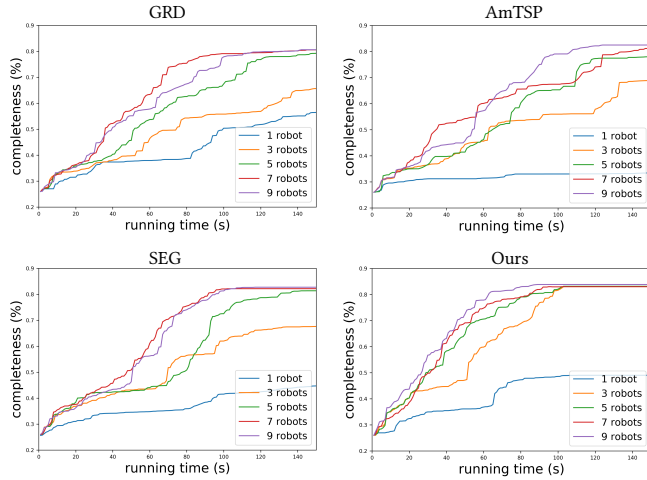 GRD
completeness (%)
0.9
0.8
0.7
0.6
0.5
0.4
0.3
0.2
0 20 40 60 80 100 120 140
running time (s)
1 robot
3 robots
5 robots
7 robots
9 robots
AmTSP
completeness (%)
0.9
0.8
0.7
0.6
0.5
0.4
0.3
0.2
0 20 40 60 80 100 120 140
running time (s)
1 robot
3 robots
5 robots
7 robots
9 robots
SEG
completeness (%)
0.9
0.8
0.7
0.6
0.5
0.4
0.3
0.2
0 20 40 60 80 100 120 140
running time (s)
1 robot
3 robots
5 robots
7 robots
9 robots
Ours
completeness (%)
0.9
0.8
0.7
0.6
0.5
0.4
0.3
0.2
0 20 40 60 80 100 120 140
running time (s)
1 robot
3 robots
5 robots
7 robots
9 robots